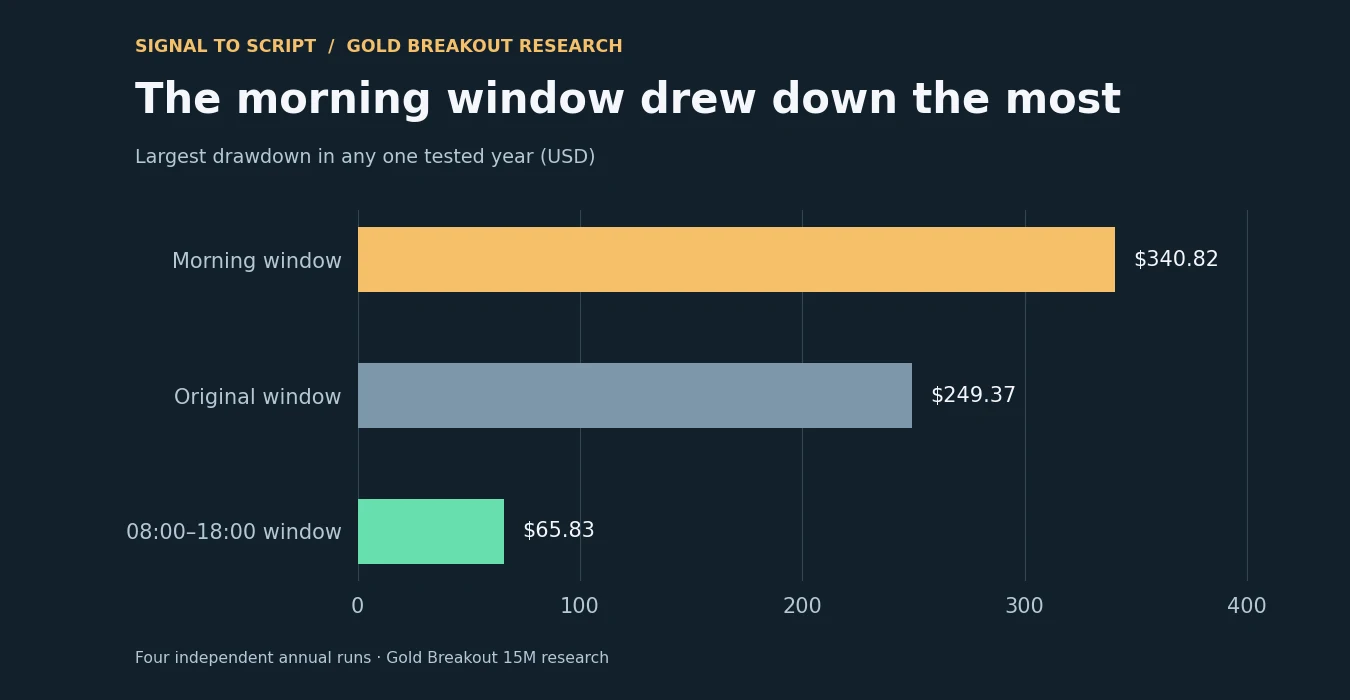 SIGNAL TO SCRIPT / GOLD BREAKOUT RESEARCH
The morning window drew down the most
Largest drawdown in any one tested year (USD)
Morning window $340.82
Original window $249.37
08:00–18:00 window $65.83
0 100 200 300 400
Four independent annual runs · Gold Breakout 15M research